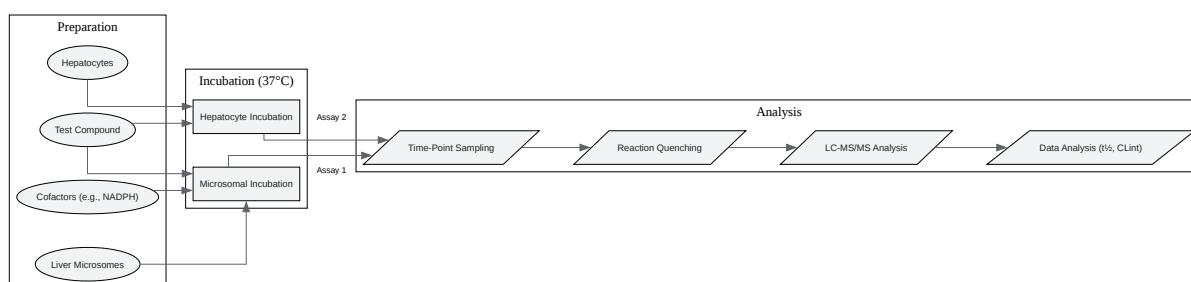 Preparation
Hepatocytes
Test Compound
Cofactors (e.g., NADPH)
Liver Microsomes
Incubation (37°C)
Hepatocyte Incubation
Microsomal Incubation
Assay 2
Assay 1
Analysis
Time-Point Sampling
Reaction Quenching
LC-MS/MS Analysis
Data Analysis (t½, CLint)